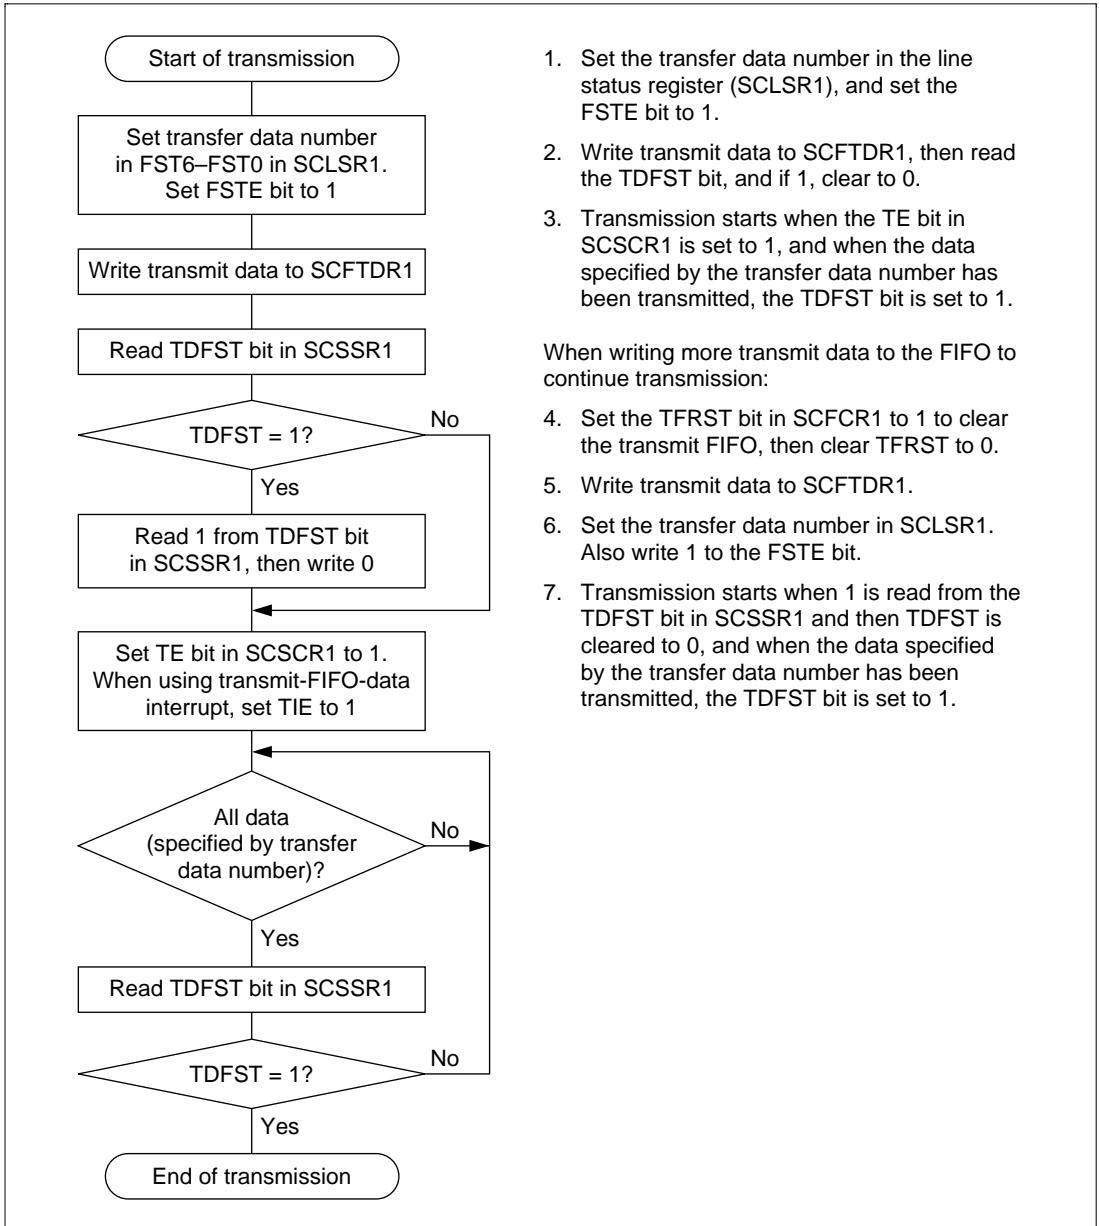 Start of transmission
Set transfer data number
in FST6–FST0 in SCLSR1.
Set FSTE bit to 1
Write transmit data to SCFTDR1
Read TDFST bit in SCSSR1
TDFST = 1?
No
Yes
Read 1 from TDFST bit
in SCSSR1, then write 0
Set TE bit in SCSCR1 to 1.
When using transmit-FIFO-data
interrupt, set TIE to 1
All data
(specified by transfer
data number)?
No
Yes
Read TDFST bit in SCSSR1
TDFST = 1?
No
Yes
End of transmission
1. Set the transfer data number in the line
status register (SCLSR1), and set the
FSTE bit to 1.
2. Write transmit data to SCFTDR1, then read
the TDFST bit, and if 1, clear to 0.
3. Transmission starts when the TE bit in
SCSCR1 is set to 1, and when the data
specified by the transfer data number has
been transmitted, the TDFST bit is set to 1.
When writing more transmit data to the FIFO to
continue transmission:
4. Set the TFRST bit in SCFCR1 to 1 to clear
the transmit FIFO, then clear TFRST to 0.
5. Write transmit data to SCFTDR1.
6. Set the transfer data number in SCLSR1.
Also write 1 to the FSTE bit.
7. Transmission starts when 1 is read from the
TDFST bit in SCSSR1 and then TDFST is
cleared to 0, and when the data specified
by the transfer data number has been
transmitted, the TDFST bit is set to 1.